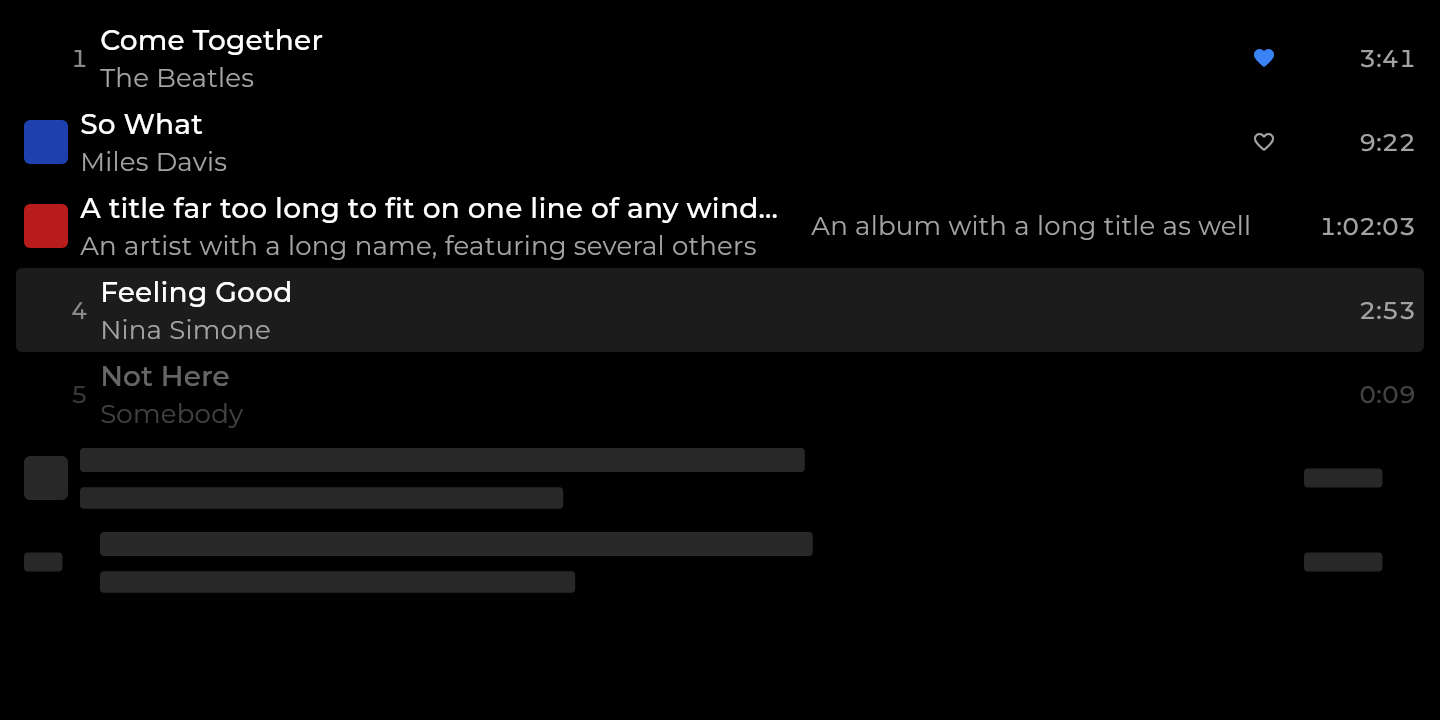 1
Come Together
The Beatles
3:41
So What
Miles Davis
9:22
A title far too long to fit on one line of any wind...
An artist with a long name, featuring several others
An album with a long title as well
1:02:03
4
Feeling Good
Nina Simone
2:53
5
Not Here
Somebody
0:09